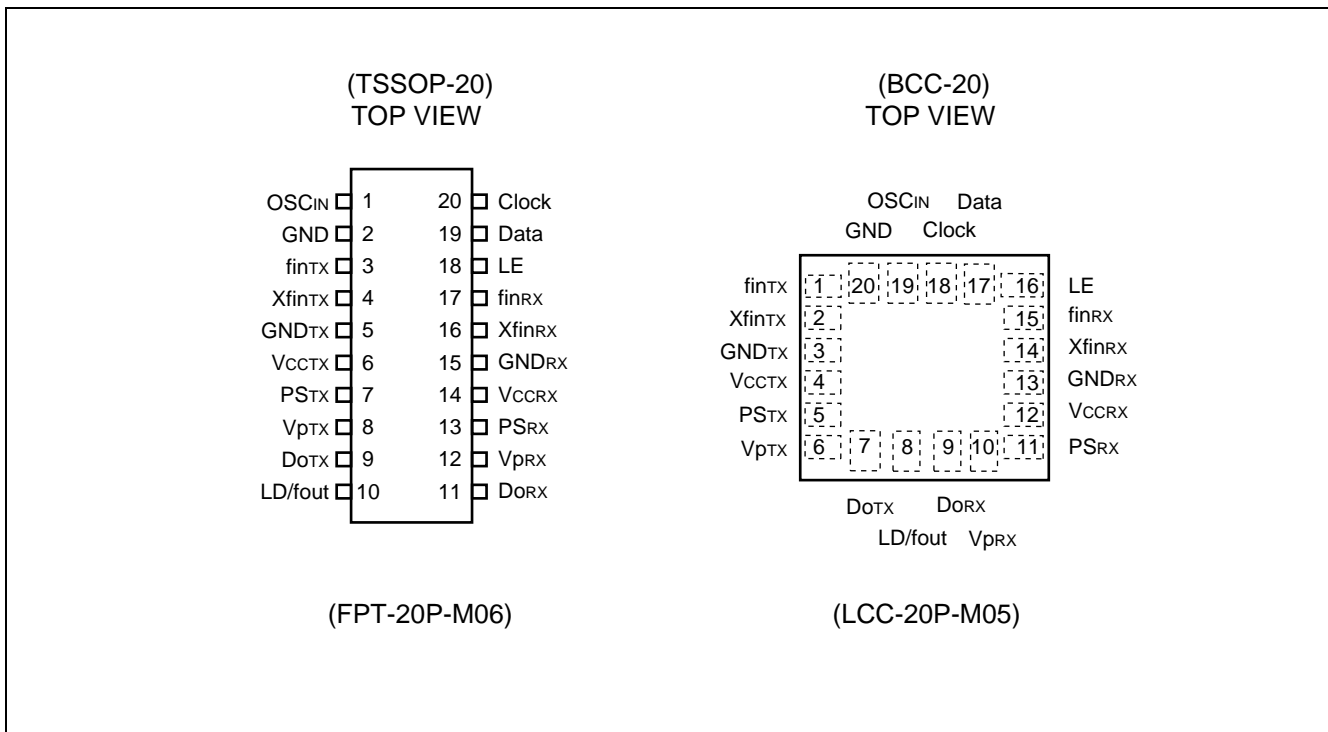 (TSSOP-20)
TOP VIEW
OSCIN 1 20 Clock
GND 2 19 Data
finTX 3 18 LE
XfinTX 4 17 finRX
GNDTX 5 16 XfinRX
VCCTX 6 15 GNDRX
PSTX 7 14 VCCRX
VpTX 8 13 PSRX
DoTX 9 12 VpRX
LD/fout 10 11 DoRX
(FPT-20P-M06)
(BCC-20)
TOP VIEW
OSCIN Data
GND Clock
finTX 1 20 19 18 17 16 LE
XfinTX 2 15 finRX
GNDTX 3 14 XfinRX
VCCTX 4 13 GNDRX
PSTX 5 12 VCCRX
VpTX 6 7 8 9 10 11 PSRX
DoTX DoRX
LD/fout VpRX
(LCC-20P-M05)